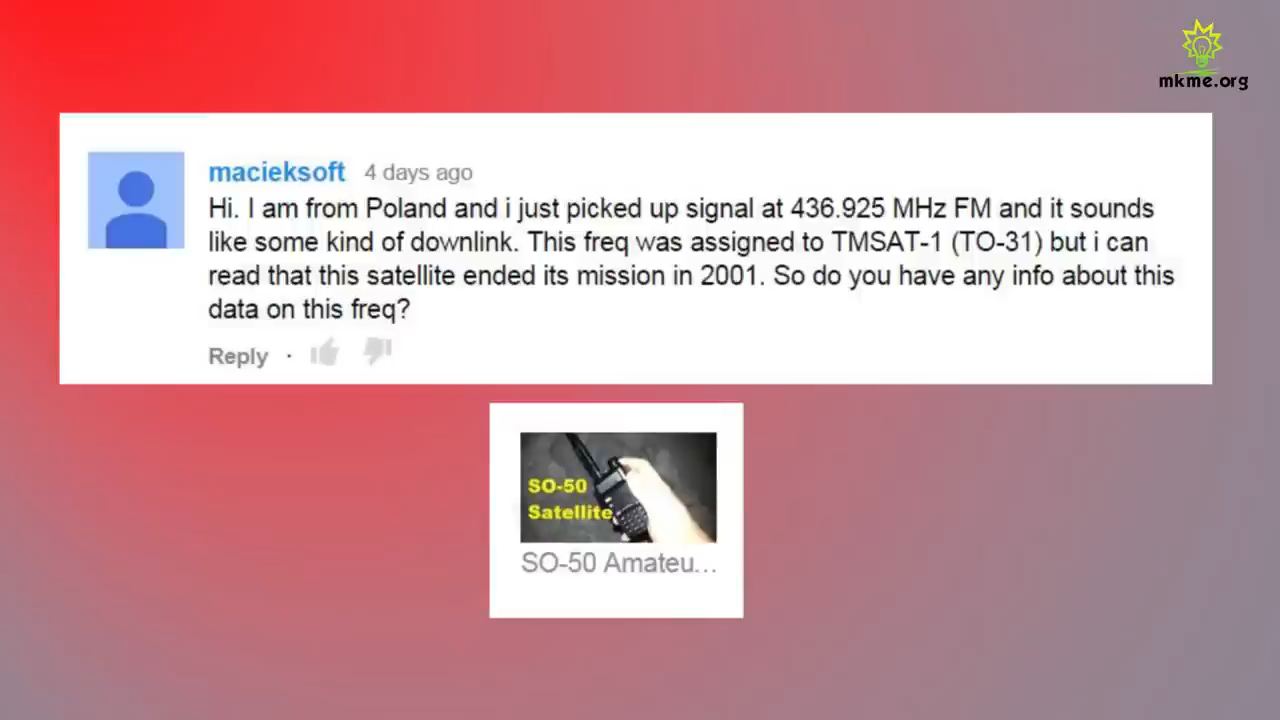 mkme.org
macieksoft 4 days ago
Hi. I am from Poland and i just picked up signal at 436.925 MHz FM and it sounds
like some kind of downlink. This freq was assigned to TMSAT-1 (TO-31) but i can
read that this satellite ended its mission in 2001. So do you have any info about this
data on this freq?
Reply ·
SO-50
Satellite
SO-50 Amateu...